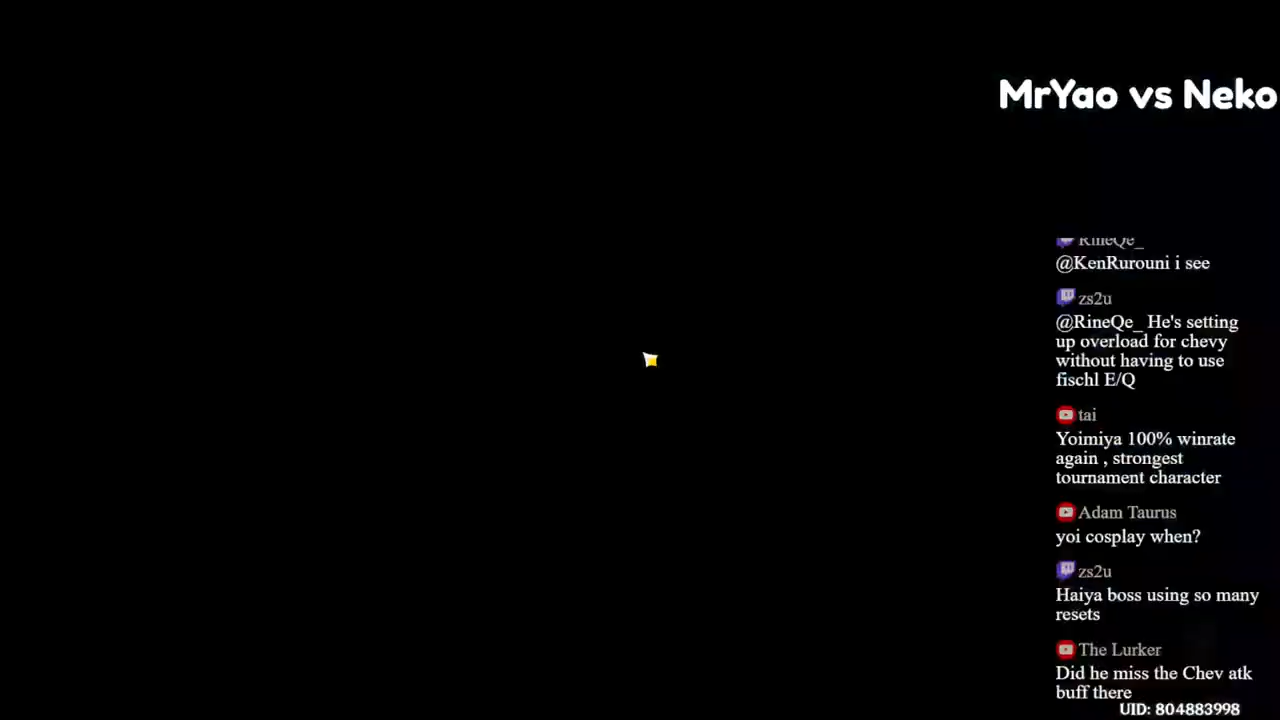 MrYao vs Neko
RineQe_
@KenRurouni i see
zs2u
@RineQe_ He's setting
up overload for chevy
without having to use
fischl E/Q
tai
Yoimiya 100% winrate
again , strongest
tournament character
Adam Taurus
yoi cosplay when?
zs2u
Haiya boss using so many
resets
The Lurker
Did he miss the Chev atk
buff there
UID: 804883998